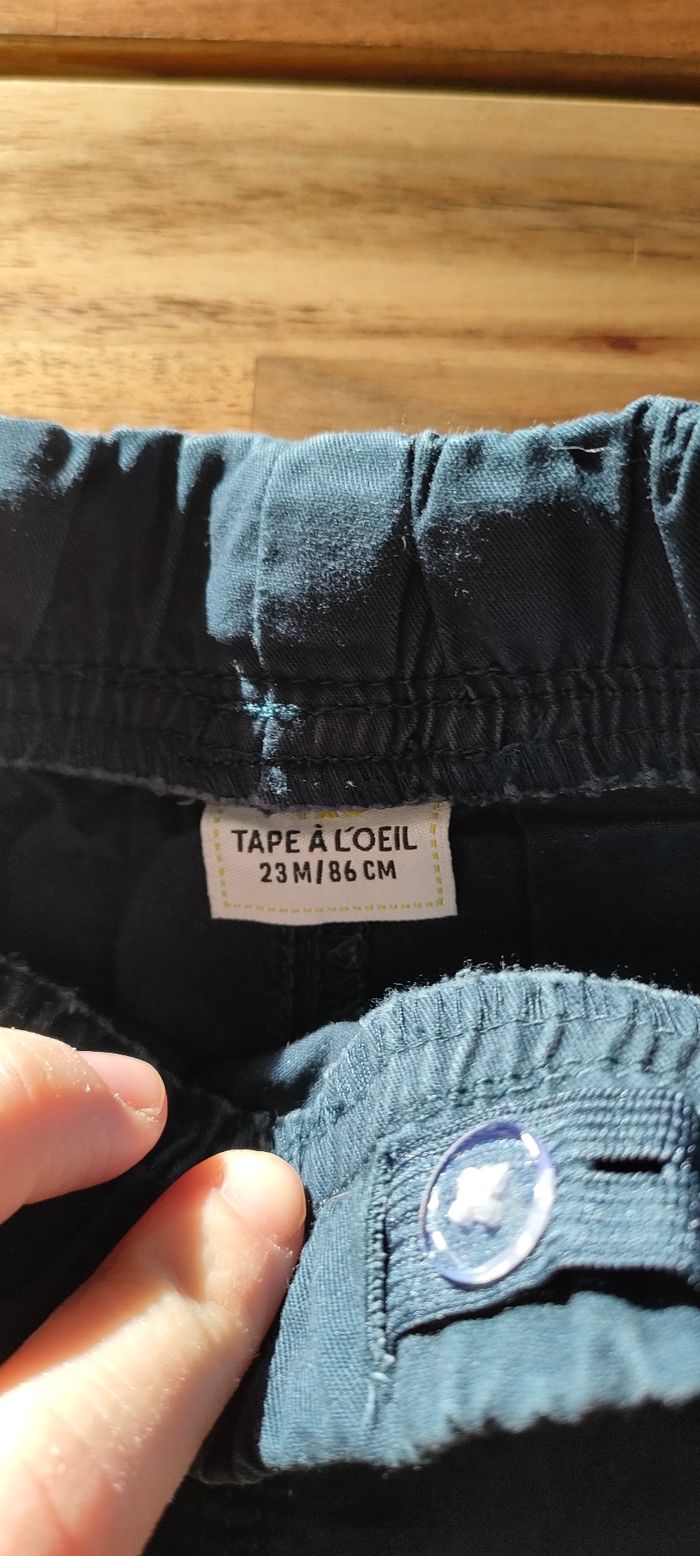 TAPE À L'OEIL
23 M/86 CM